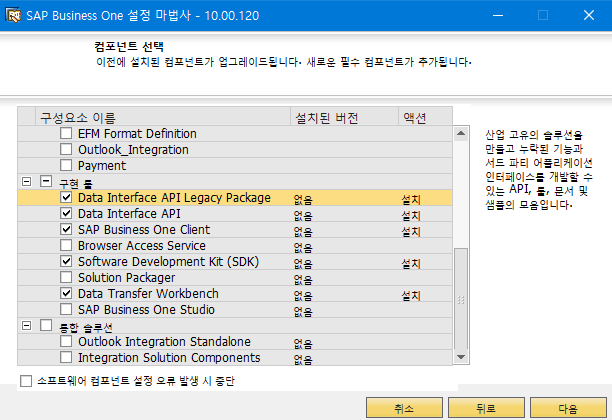 SAP Business One 설정 마법사 - 10.00.120
컴포넌트 선택
이전에 설치된 컴포넌트가 업그레이드됩니다. 새로운 필수 컴포넌트가 추가됩니다.
구성요소 이름 설치된 버전 액션
EFM Format Definition
Outlook_Integration
Payment
구현 툴
Data Interface API Legacy Package 없음 설치
Data Interface API 없음 설치
SAP Business One Client 없음 설치
Browser Access Service 없음
Software Development Kit (SDK) 없음 설치
Solution Packager 없음
Data Transfer Workbench 없음 설치
SAP Business One Studio 없음
통합 솔루션
Outlook Integration Standalone 없음
Integration Solution Components 없음
산업 고유의 솔루션을
만들고 누락된 기능과
서드 파티 어플리케이션
인터페이스를 개발할 수
있는 API, 툴, 문서 및
샘플의 모음입니다.
소프트웨어 컴포넌트 설정 오류 발생 시 중단
취소 뒤로 다음